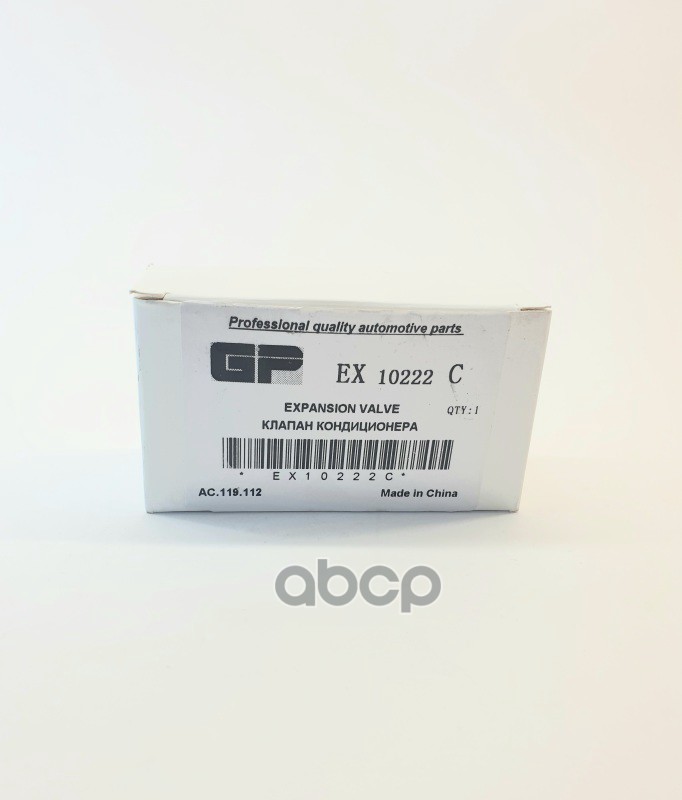 Professional quality automotive parts
GP EX 10222 C
EXPANSION VALVE QTY:1
КЛАПАН КОНДИЦИОНЕРА
* EX10222C *
AC.119.112 Made in China
abcp